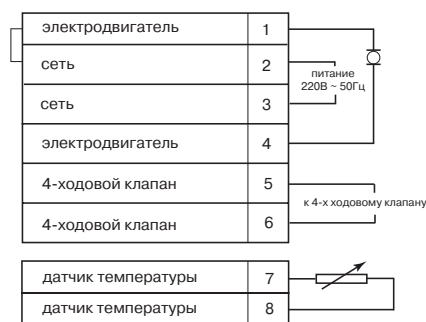 электродвигатель 1
сеть 2
питание
220В ~ 50Гц
сеть 3
электродвигатель 4
4-ходовой клапан 5
к 4-х ходовому клапану
4-ходовой клапан 6
датчик температуры 7
датчик температуры 8